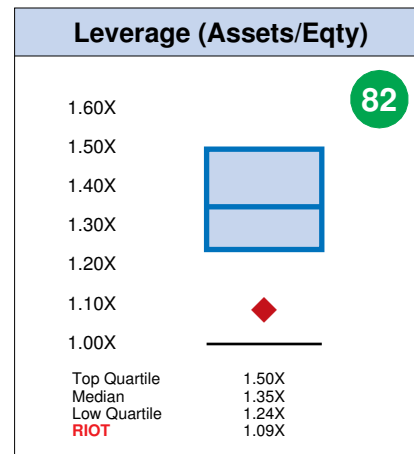 Leverage (Assets/Eqty)
82
1.60X
1.50X
1.40X
1.30X
1.20X
1.10X
1.00X
Top Quartile 1.50X
Median 1.35X
Low Quartile 1.24X
RIOT 1.09X